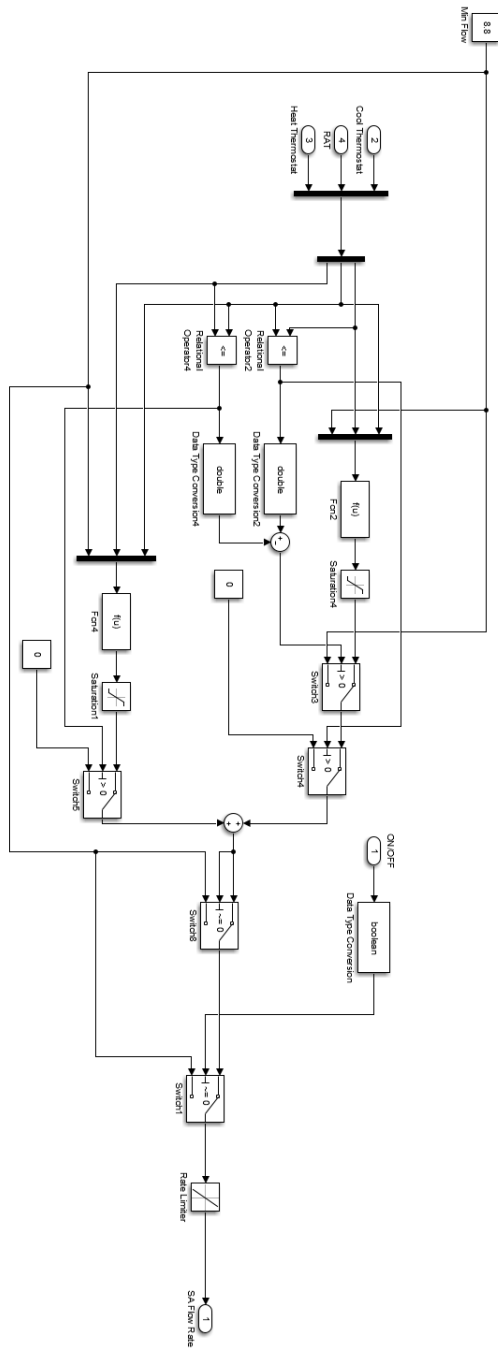 8.8
Min Flow
2
Cool Thermostat
4
RAT
3
Heat Thermostat
<=
Relational
Operator2
<=
Relational
Operator4
double
Data Type Conversion2
double
Data Type Conversion4
f(u)
Fcn2
Saturation4
+
-
0
> 0
Switch3
> 0
Switch4
f(u)
Fcn4
Saturation1
0
> 0
Switch5
+
+
1
ON/OFF
boolean
Data Type Conversion
~= 0
Switch8
~= 0
Switch1
Rate Limiter
1
SA Flow Rate